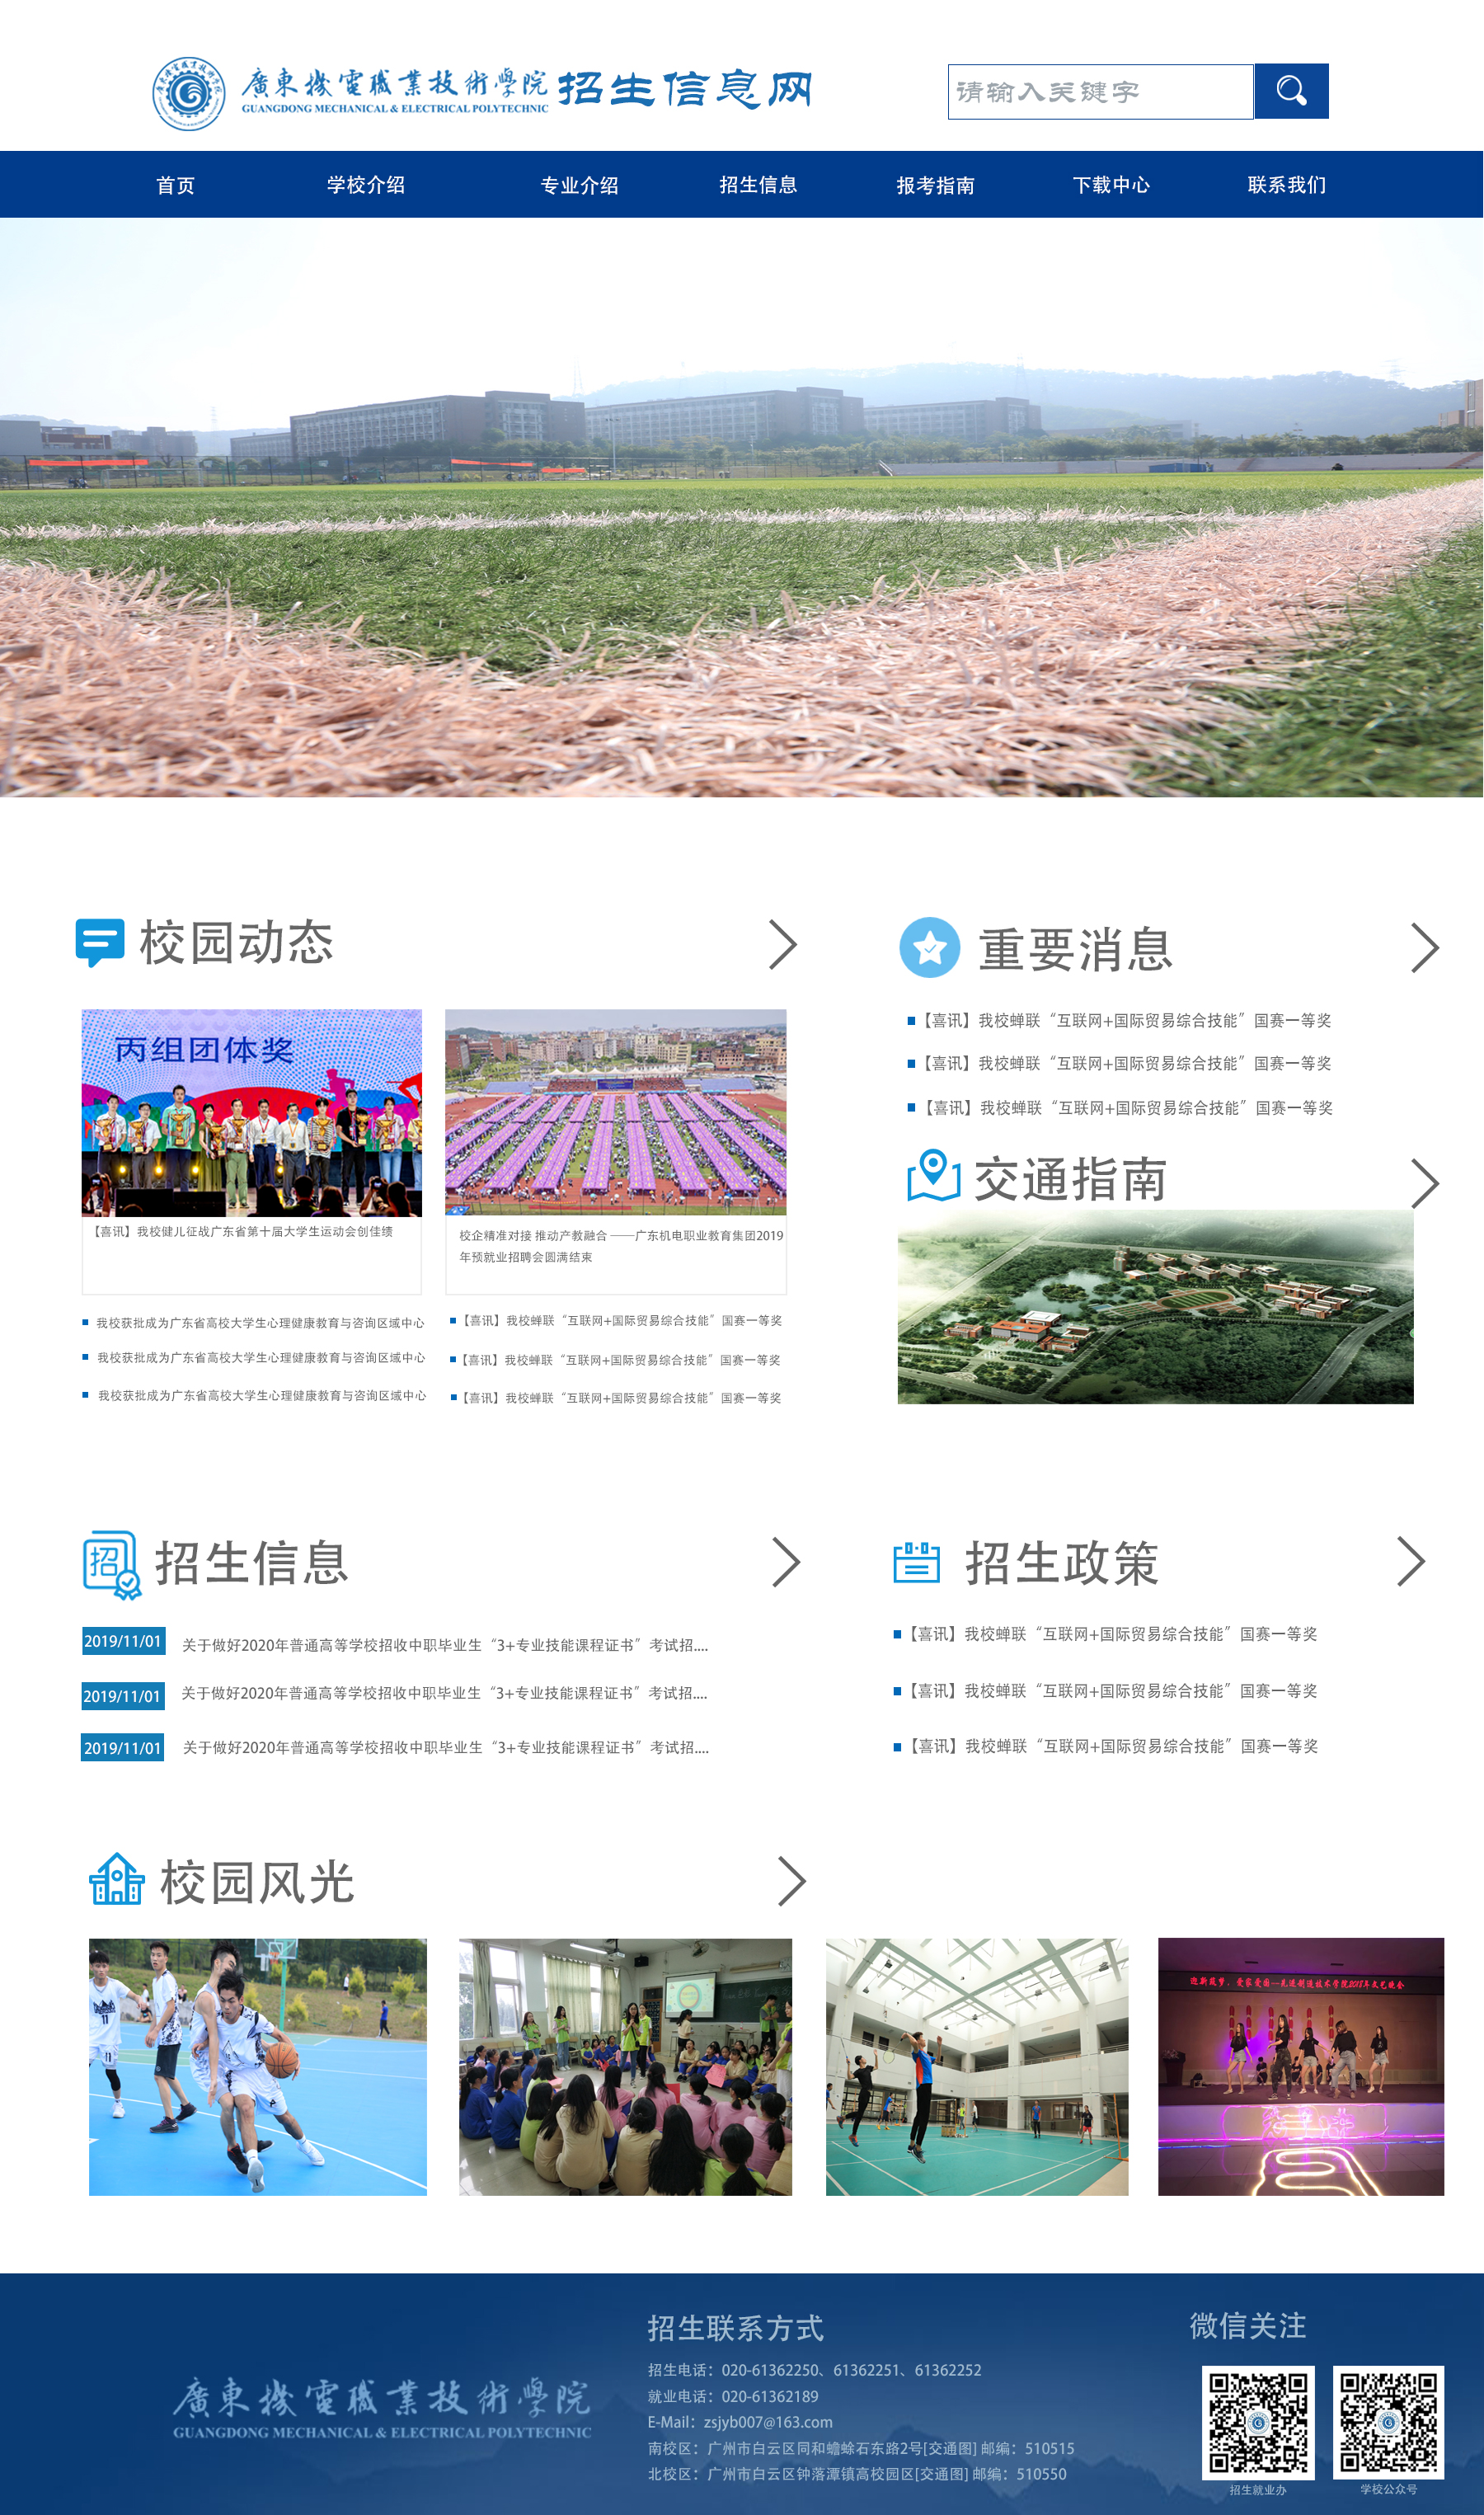 廣東機電職業技術學院 招生信息网
GUANGDONG MECHANICAL & ELECTRICAL POLYTECHNIC
请输入关键字
首页 学校介绍 专业介绍 招生信息 报考指南 下载中心 联系我们
校园动态
丙组团体奖
【喜讯】我校健儿征战广东省第十届大学生运动会创佳绩
校企精准对接 推动产教融合 ——广东机电职业教育集团2019
年预就业招聘会圆满结束
我校获批成为广东省高校大学生心理健康教育与咨询区域中心
我校获批成为广东省高校大学生心理健康教育与咨询区域中心
我校获批成为广东省高校大学生心理健康教育与咨询区域中心
【喜讯】我校蝉联“互联网+国际贸易综合技能”国赛一等奖
【喜讯】我校蝉联“互联网+国际贸易综合技能”国赛一等奖
【喜讯】我校蝉联“互联网+国际贸易综合技能”国赛一等奖
重要消息
【喜讯】我校蝉联“互联网+国际贸易综合技能”国赛一等奖
【喜讯】我校蝉联“互联网+国际贸易综合技能”国赛一等奖
【喜讯】我校蝉联“互联网+国际贸易综合技能”国赛一等奖
交通指南
招
招生信息
2019/11/01 关于做好2020年普通高等学校招收中职毕业生“3+专业技能课程证书”考试招....
2019/11/01 关于做好2020年普通高等学校招收中职毕业生“3+专业技能课程证书”考试招....
2019/11/01 关于做好2020年普通高等学校招收中职毕业生“3+专业技能课程证书”考试招....
招生政策
【喜讯】我校蝉联“互联网+国际贸易综合技能”国赛一等奖
【喜讯】我校蝉联“互联网+国际贸易综合技能”国赛一等奖
【喜讯】我校蝉联“互联网+国际贸易综合技能”国赛一等奖
校园风光
11
迎新筑梦，爱家爱国—先进制造技术学院2018年文艺晚会
廣東機電職業技術學院
GUANGDONG MECHANICAL & ELECTRICAL POLYTECHNIC
招生联系方式
招生电话：020-61362250、61362251、61362252
就业电话：020-61362189
E-Mail：zsjyb007@163.com
南校区：广州市白云区同和蟾蜍石东路2号[交通图] 邮编：510515
北校区：广州市白云区钟落潭镇高校园区[交通图] 邮编：510550
微信关注
招生就业办
学校公众号